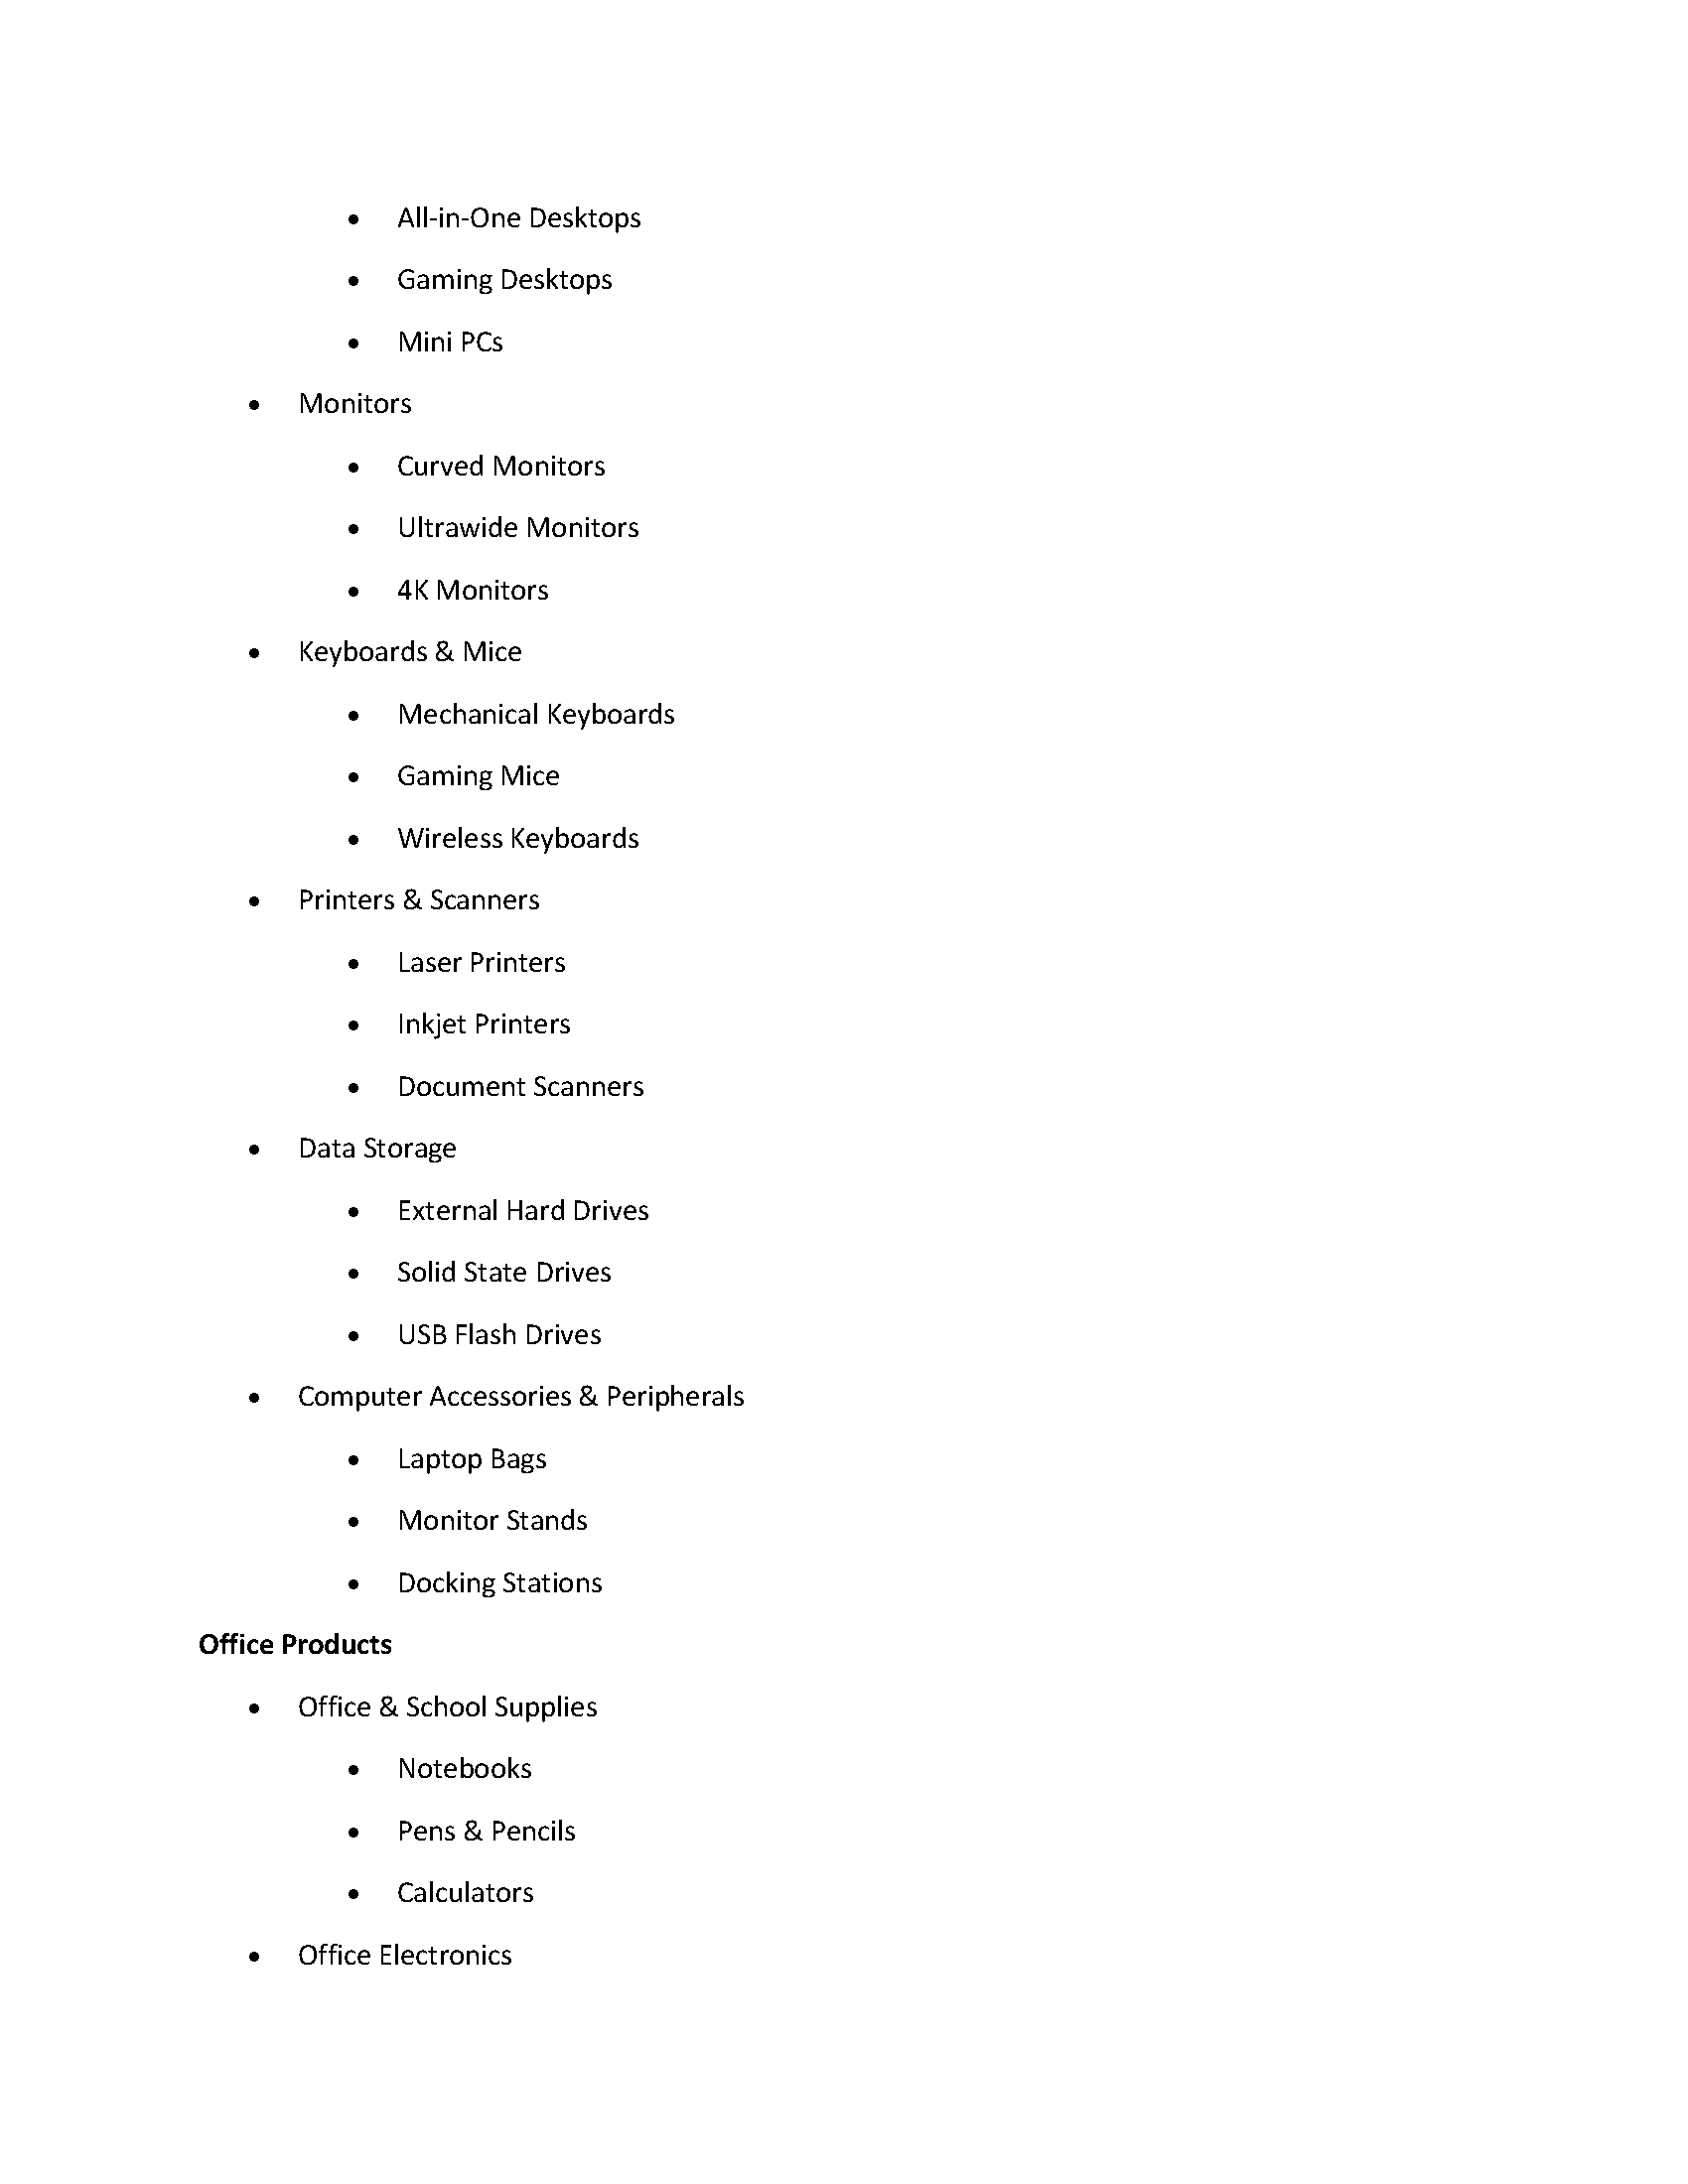 • All-in-One Desktops
• Gaming Desktops
• Mini PCs
• Monitors
• Curved Monitors
• Ultrawide Monitors
• 4K Monitors
• Keyboards & Mice
• Mechanical Keyboards
• Gaming Mice
• Wireless Keyboards
• Printers & Scanners
• Laser Printers
• Inkjet Printers
• Document Scanners
• Data Storage
• External Hard Drives
• Solid State Drives
• USB Flash Drives
• Computer Accessories & Peripherals
• Laptop Bags
• Monitor Stands
• Docking Stations
Office Products
• Office & School Supplies
• Notebooks
• Pens & Pencils
• Calculators
• Office Electronics